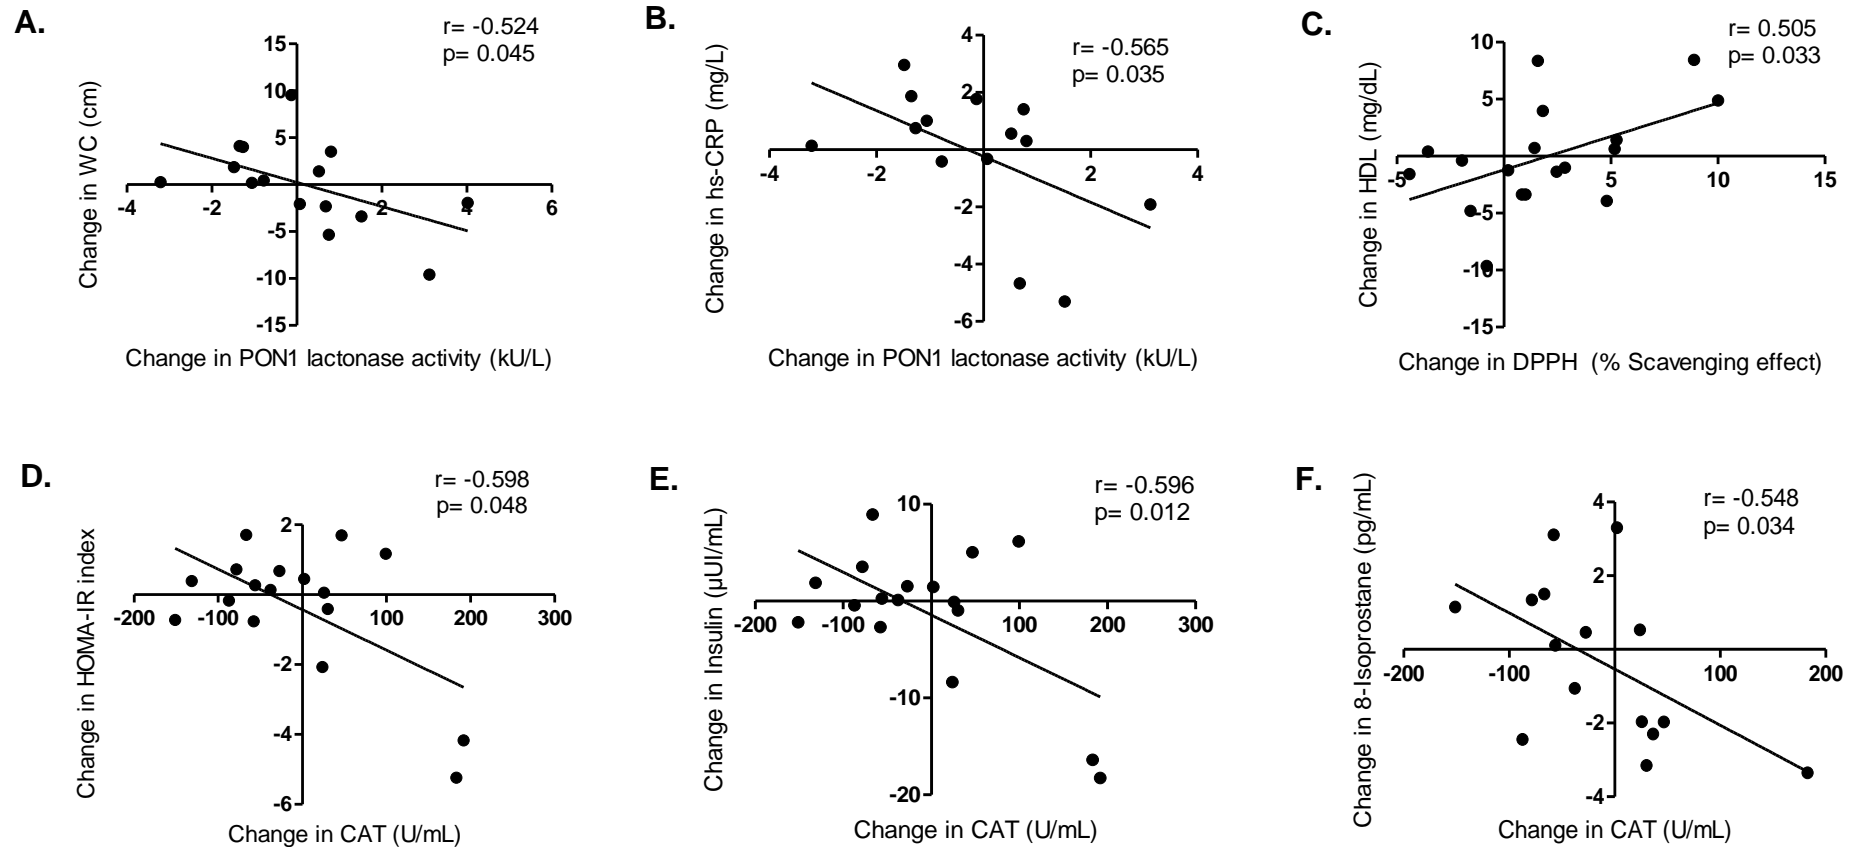 A.
r= -0.524
p= 0.045
Change in WC (cm)
15
10
5
-5
-10
-15
-4
-2
2
4
6
Change in PON1 lactonase activity (kU/L)
B.
r= -0.565
p= 0.035
Change in hs-CRP (mg/L)
4
2
-2
-4
-6
4
-2
2
4
Change in PON1 lactonase activity (kU/L)
C.
r= 0.505
p= 0.033
Change in HDL (mg/dL)
10
5
-5
-10
-15
-5
5
10
15
Change in DPPH (% Scavenging effect)
D.
r= -0.598
p= 0.048
Change in HOMA-IR index
2
-2
-4
-6
-200
-100
100
200
300
Change in CAT (U/mL)
E.
r= -0.596
p= 0.012
Change in Insulin (µUI/mL)
10
-10
-20
-200
-100
100
200
300
Change in CAT (U/mL)
F.
r= -0.548
p= 0.034
Change in 8-Isoprostane (pg/mL)
4
2
-2
-4
-200
-100
100
200
Change in CAT (U/mL)